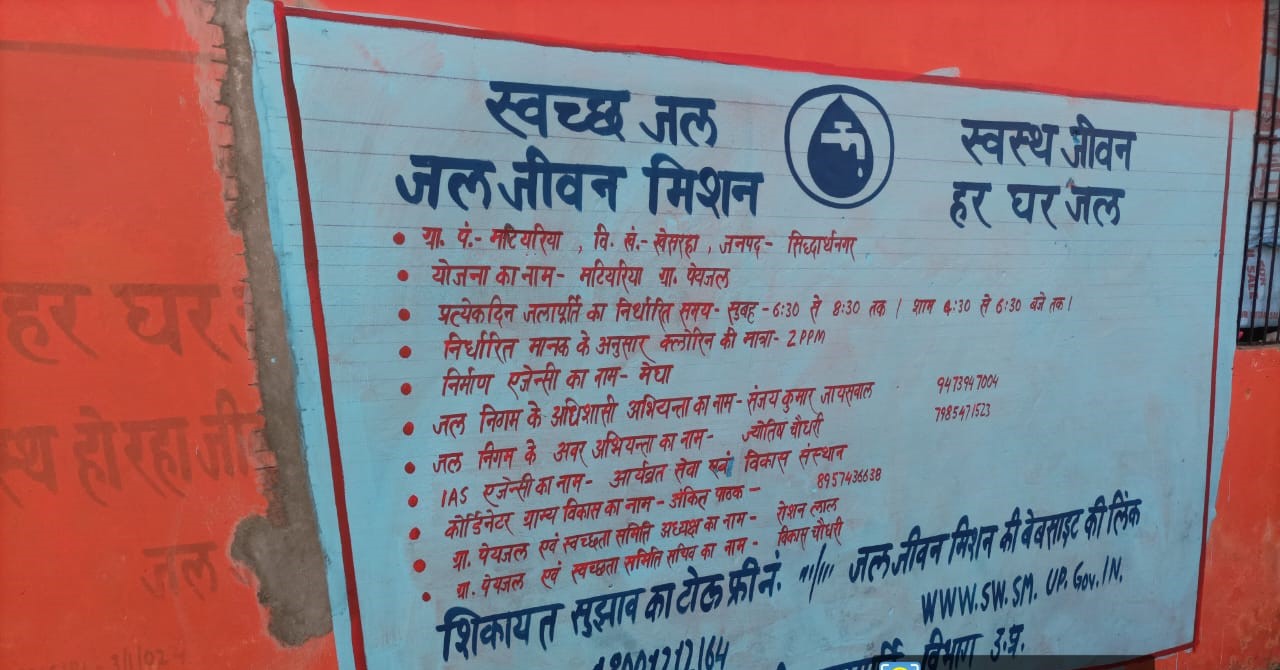 स्वच्छ जल
जल जीवन मिशन
स्वस्थ जीवन
हर घर जल
• ग्रा. पं.- मटियरिया , वि. खं.- खेसरहा , जनपद- सिद्धार्थनगर
• योजना का नाम- मटियरिया ग्रा. पेयजल
• प्रत्येकदिन जलापूर्ति का निर्धारित समय- सुबह -6:30 से 8:30 तक । शाम 4:30 से 6:30 बजे तक।
• निर्धारित मानक के अनुसार क्लोरिन की मात्रा- 2PPM
• निर्माण एजेन्सी का नाम- मेघा
• जल निगम के अधिशासी अभियन्ता का नाम- संजय कुमार जायसवाल 9473947004
• जल निगम के अवर अभियन्ता का नाम- ज्योतिष चौधरी 7985471523
• IAS एजेन्सी का नाम- आर्यव्रत सेवा एवं विकास संस्थान
• कोर्डिनेटर ग्राम्य विकास का नाम- अंकित पाठक - 8957436638
• ग्रा. पेयजल एवं स्वच्छता समिति अध्यक्ष का नाम - रोशन लाल
• ग्रा. पेयजल एवं स्वच्छता समिति सचिव का नाम - विकास चौधरी
शिकायत सुझाव का टोल फ्री नं.
जल जीवन मिशन की वेबसाइट की लिंक
WWW.SW.SM. UP.Gov.IN.
विभाग उ.प्र.
हर घर
स्थ हो रहा जी
जल